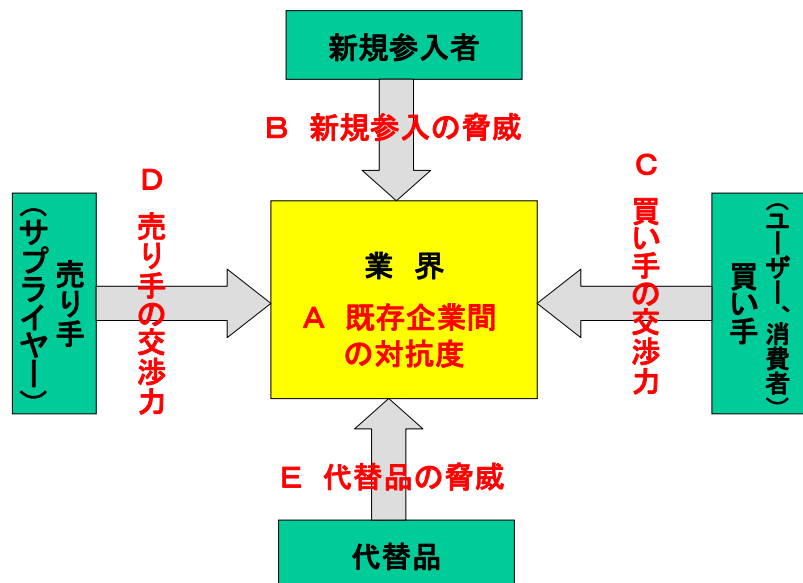 新規参入者
B 新規参入の脅威
D 売り手の交渉力
C 買い手の交渉力
売り手
(サプライヤー)
業 界
A 既存企業間
の対抗度
(ユーザー、消費者)
買い手
E 代替品の脅威
代替品